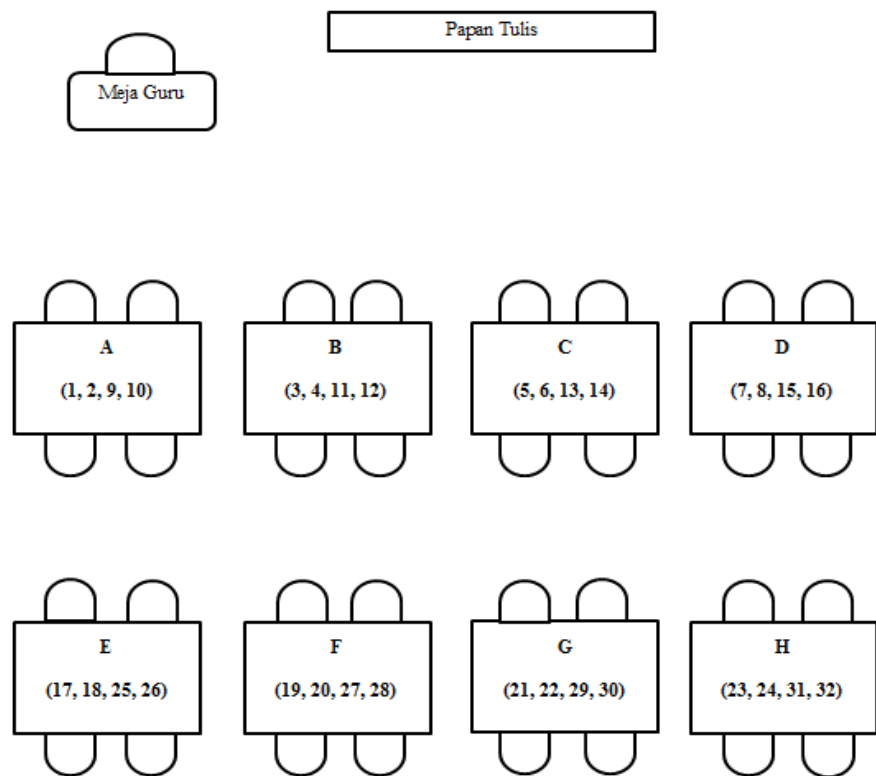 Papan Tulis
Meja Guru
A
(1, 2, 9, 10)
B
(3, 4, 11, 12)
C
(5, 6, 13, 14)
D
(7, 8, 15, 16)
E
(17, 18, 25, 26)
F
(19, 20, 27, 28)
G
(21, 22, 29, 30)
H
(23, 24, 31, 32)